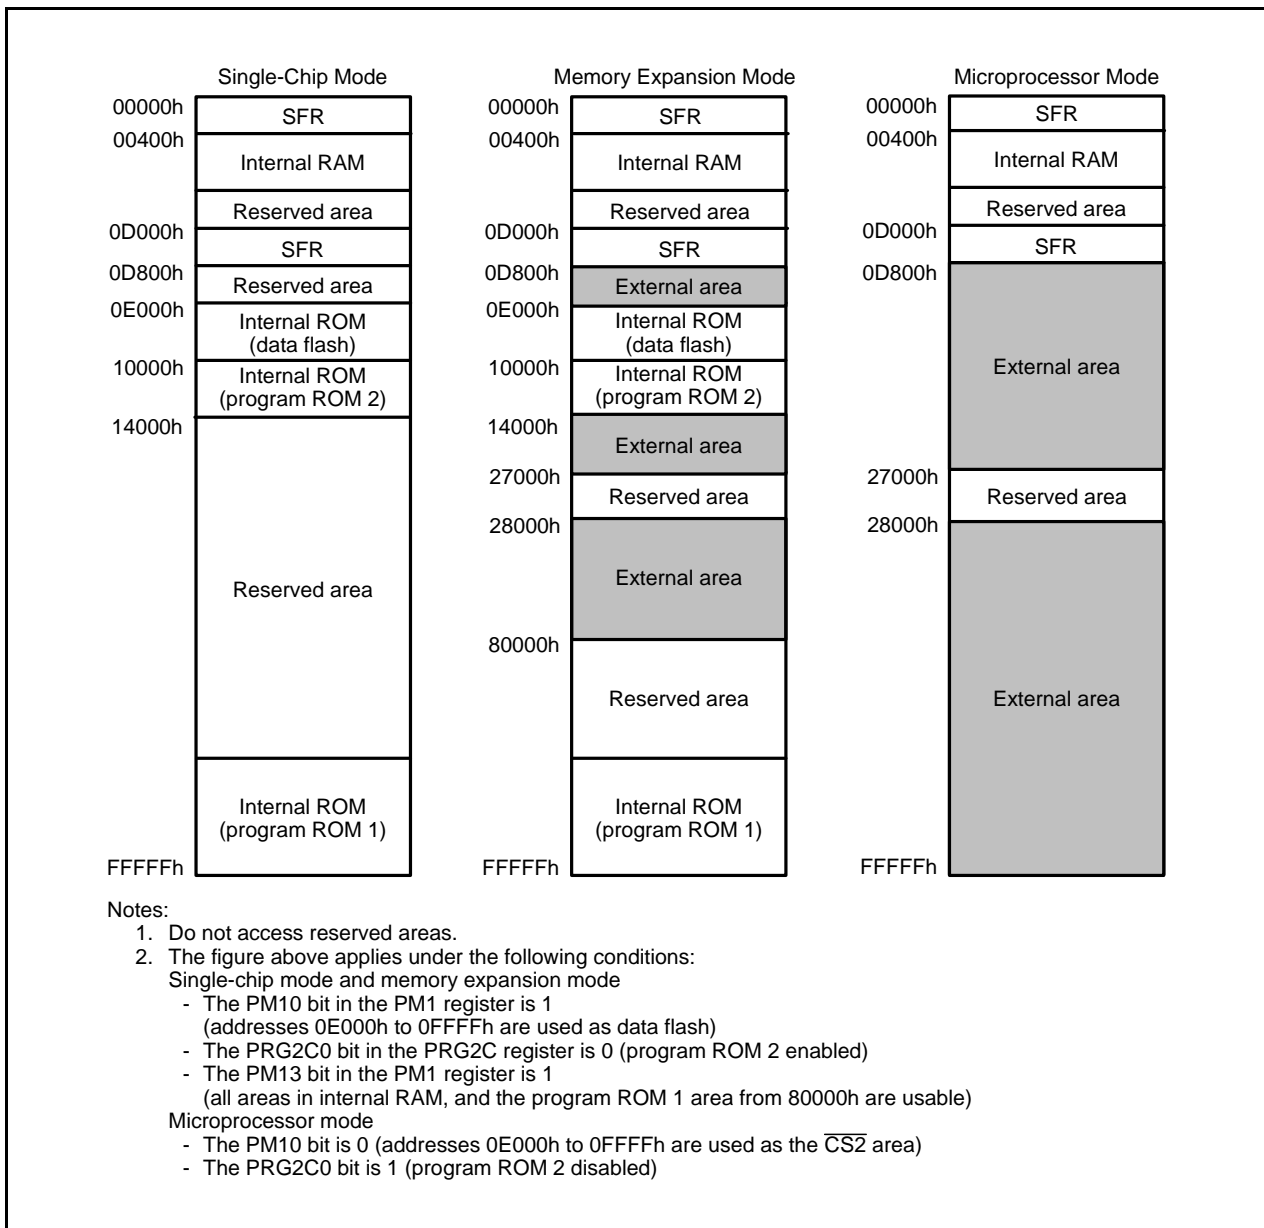 Single-Chip Mode
00000h
SFR
00400h
Internal RAM
Reserved area
0D000h
SFR
0D800h
Reserved area
0E000h
Internal ROM
(data flash)
10000h
Internal ROM
(program ROM 2)
14000h
Reserved area
Internal ROM
(program ROM 1)
FFFFFh
Memory Expansion Mode
00000h
SFR
00400h
Internal RAM
Reserved area
0D000h
SFR
0D800h
External area
0E000h
Internal ROM
(data flash)
10000h
Internal ROM
(program ROM 2)
14000h
External area
27000h
Reserved area
28000h
External area
80000h
Reserved area
Internal ROM
(program ROM 1)
FFFFFh
Microprocessor Mode
00000h
SFR
00400h
Internal RAM
Reserved area
0D000h
SFR
0D800h
External area
27000h
Reserved area
28000h
External area
FFFFFh
Notes:
1. Do not access reserved areas.
2. The figure above applies under the following conditions:
Single-chip mode and memory expansion mode
- The PM10 bit in the PM1 register is 1
(addresses 0E000h to 0FFFFh are used as data flash)
- The PRG2C0 bit in the PRG2C register is 0 (program ROM 2 enabled)
- The PM13 bit in the PM1 register is 1
(all areas in internal RAM, and the program ROM 1 area from 80000h are usable)
Microprocessor mode
- The PM10 bit is 0 (addresses 0E000h to 0FFFFh are used as the C̅S̅2̅ area)
- The PRG2C0 bit is 1 (program ROM 2 disabled)